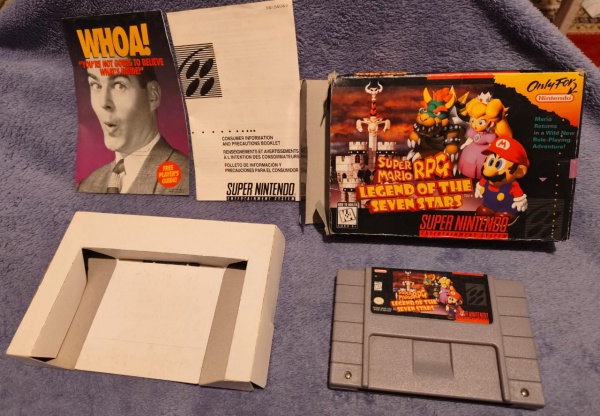 WHOA!
"YOU'RE NOT GOING TO BELIEVE
WHAT'S INSIDE!"
FREE
PLAYER'S
GUIDE!
CONSUMER INFORMATION
AND PRECAUTIONS BOOKLET
RENSEIGNEMENTS ET AVERTISSEMENTS
À L'INTENTION DES CONSOMMATEURS
FOLLETO DE INFORMACIÓN Y
PRECAUCIONES PARA EL CONSUMIDOR
SUPER NINTENDO
ENTERTAINMENT SYSTEM
Only For
Nintendo
Mario
Returns
in a Wild New
Role-Playing
Adventure!
SUPER
MARIO RPG
LEGEND OF THE
SEVEN STARS
SUPER NINTENDO
ENTERTAINMENT SYSTEM
SUPER
MARIO RPG
LEGEND OF THE
SEVEN STARS
SUPER NINTENDO